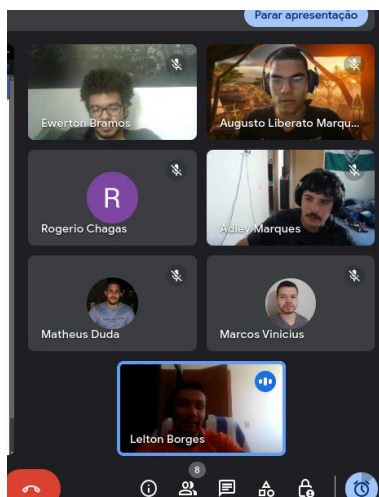 Parar apresentação
Ewerton Bramos
Augusto Liberato Marqu...
R
Rogerio Chagas
Adley Marques
Matheus Duda
Marcos Vinicius
Lelton Borges
8